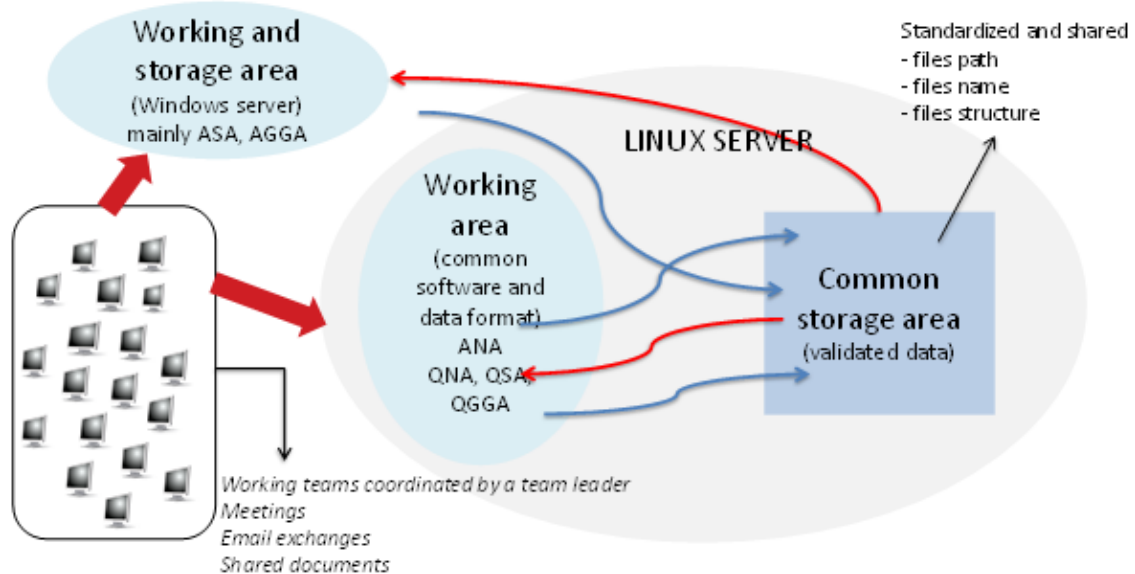 Working and
storage area
(Windows server)
mainly ASA, AGGA
Standardized and shared
- files path
- files name
- files structure
LINUX SERVER
Working
area
(common
software and
data format)
ANA
QNA, QSA,
QGGA
Common
storage area
(validated data)
Working teams coordinated by a team leader
Meetings
Email exchanges
Shared documents